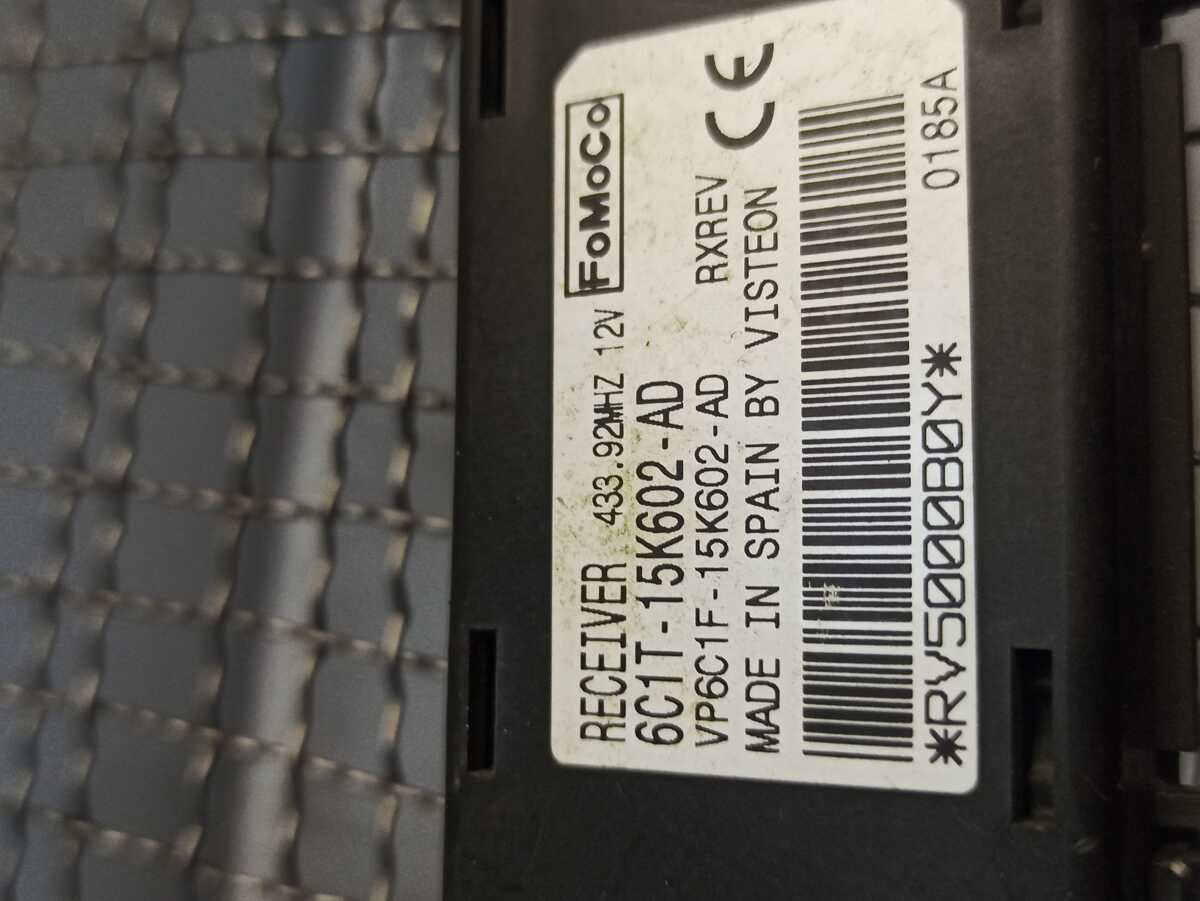 RECEIVER 433.92MHZ 12V FoMoCo
6C1T-15K602-AD
VP6C1F-15K602-AD RXREV CE
MADE IN SPAIN BY VISTEON
*RV5000B0Y* 0185A